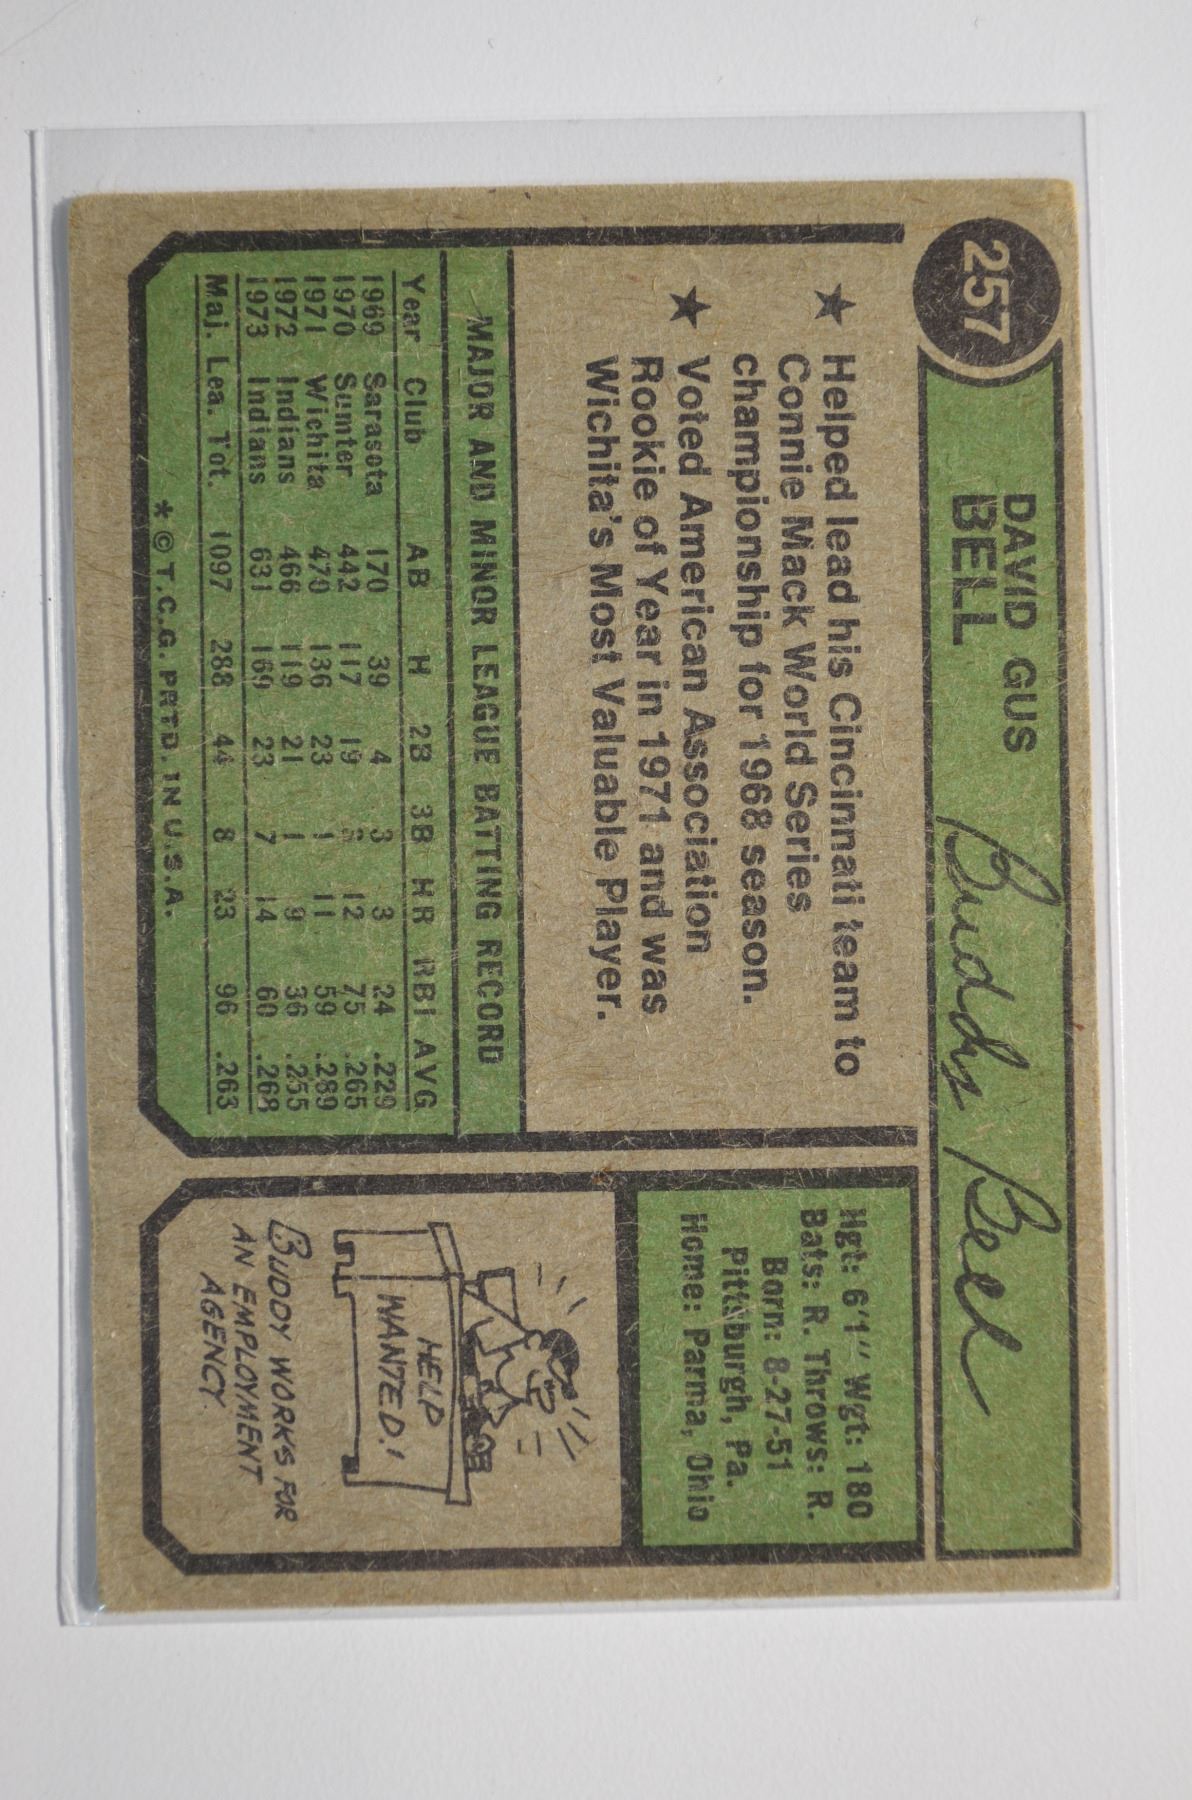 257
DAVID GUS
BELL
Buddy Bell
★ Helped lead his Cincinnati team to
Connie Mack World Series
championship for 1968 season.
★ Voted American Association
Rookie of Year in 1971 and was
Wichita's Most Valuable Player.
MAJOR AND MINOR LEAGUE BATTING RECORD
Year Club AB H 2B 3B HR RBI AVG
1969 Sarasota 170 39 4 3 3 24 .229
1970 Sumter 442 117 19 12 75 .265
1971 Wichita 470 136 23 1 11 59 .289
1972 Indians 466 119 21 1 9 36 .255
1973 Indians 631 169 23 7 14 60 .268
Maj. Lea. Tot. 1097 288 44 8 23 96 .263
* © T.C.G. PRTD. IN U.S.A.
Hgt: 6'1" Wgt: 180
Bats: R. Throws: R.
Born: 8-27-51
Pittsburgh, Pa.
Home: Parma, Ohio
HELP
WANTED!
BUDDY WORKS FOR
AN EMPLOYMENT
AGENCY.